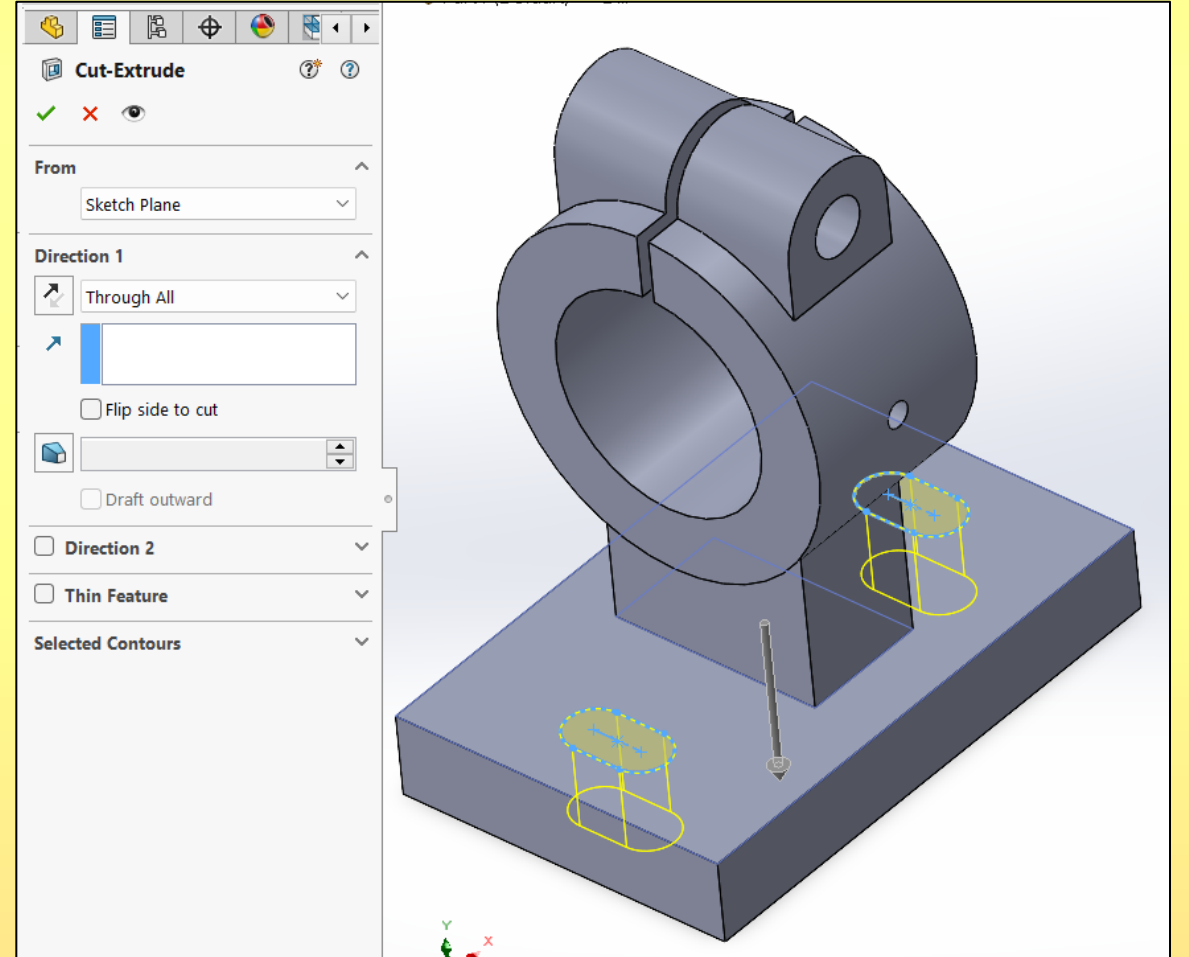 Cut-Extrude
From
Sketch Plane
Direction 1
Through All
Flip side to cut
Draft outward
Direction 2
Thin Feature
Selected Contours
Y
X